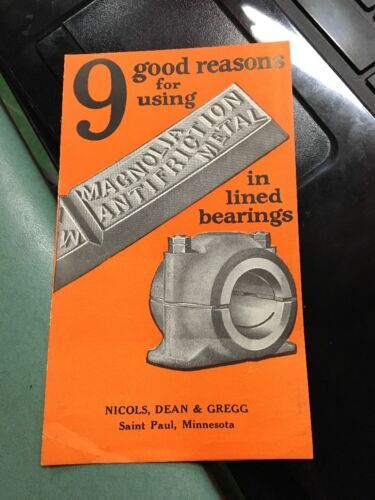 9 good reasons
for
using
MAGNOLIA
ANTIFRICTION
METAL
in
lined
bearings
NICOLS, DEAN & GREGG
Saint Paul, Minnesota